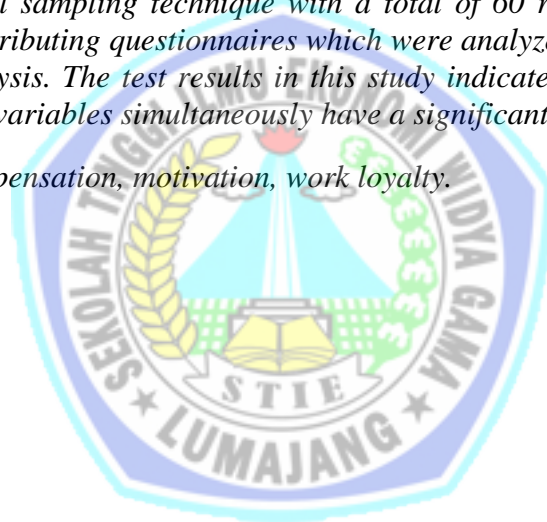 l sampling technique with a total of 60
tributing questionnaires which were analyz
ysis. The test results in this study indicate
variables simultaneously have a significant
pensation, motivation, work loyalty.
SEKOLAH TINGGI ILMU EKONOMI WIDYA GAMA
STIE
★ LUMAJANG ★